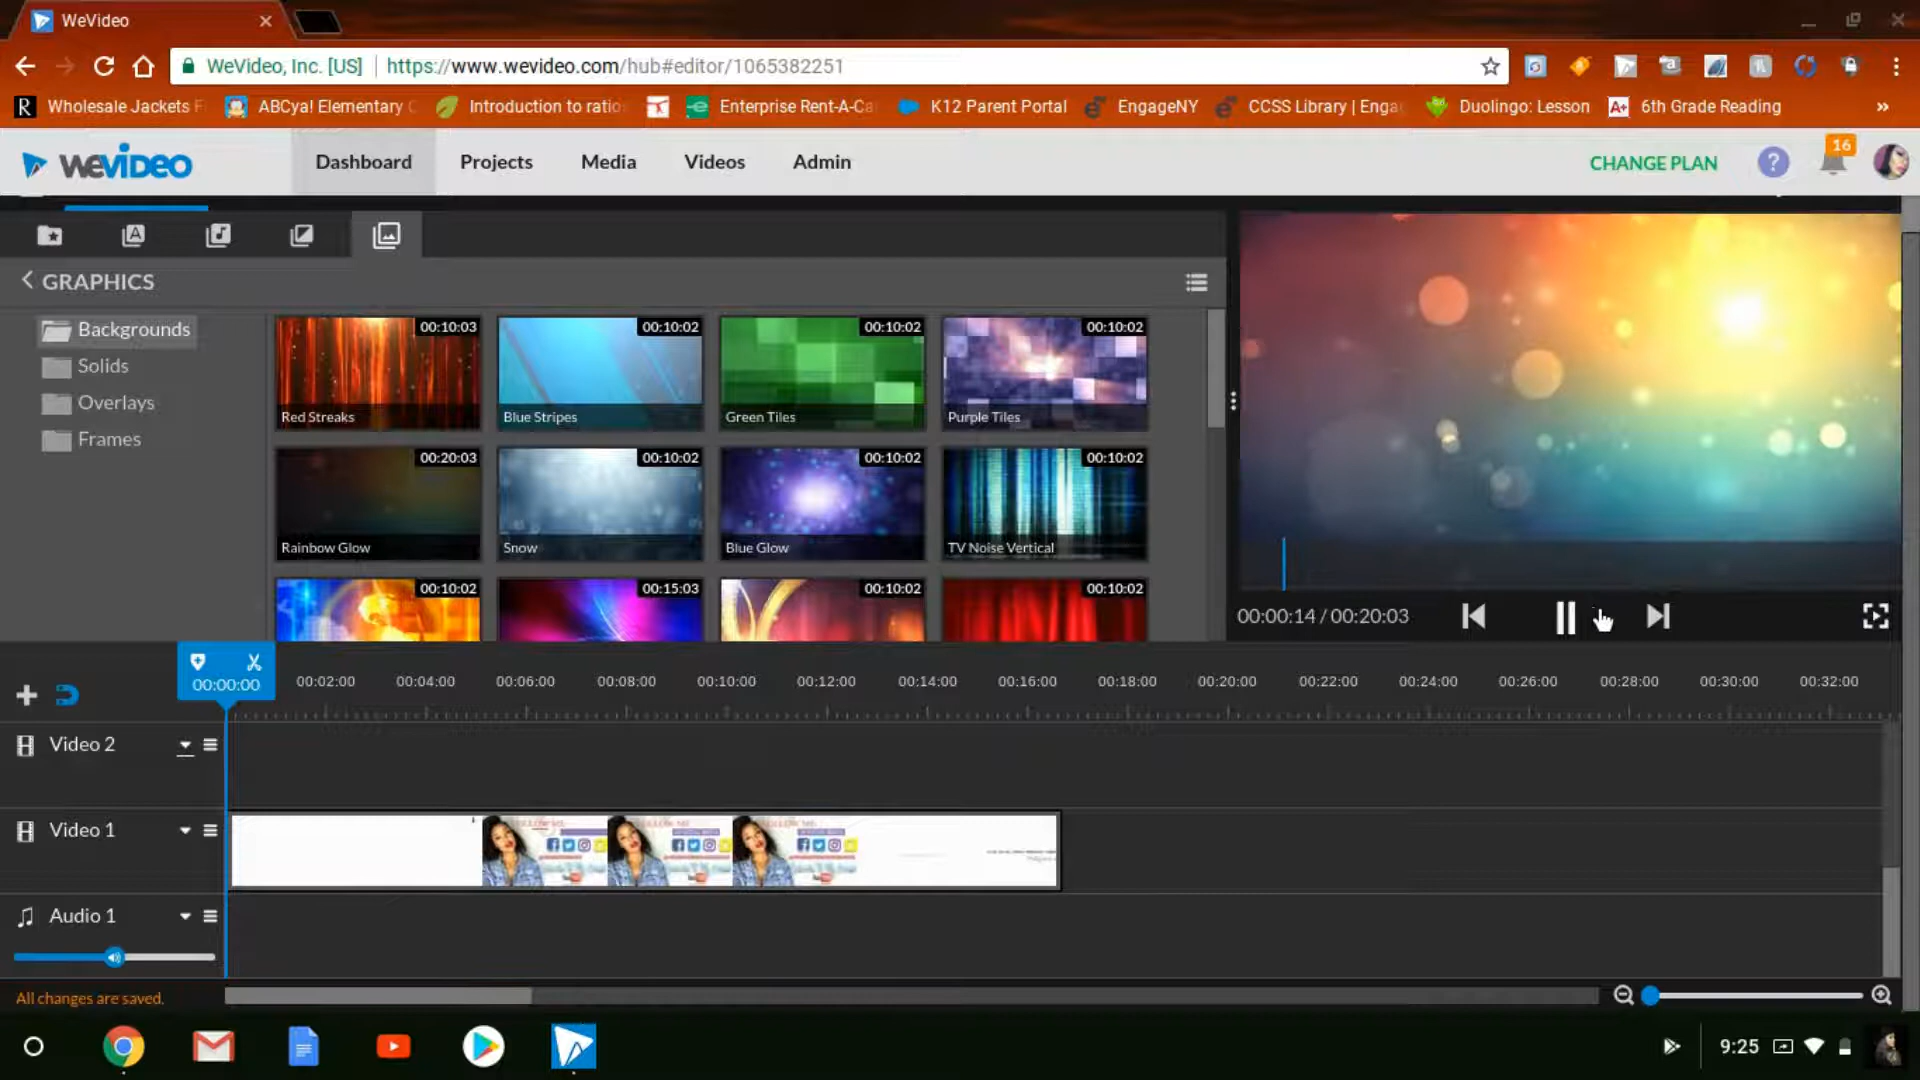 WeVideo
WeVideo, Inc. [US]
https://www.wevideo.com/hub#editor/1065382251
Wholesale Jackets F
ABCya! Elementary C
Introduction to ratio
Enterprise Rent-A-Ca
K12 Parent Portal
EngageNY
CCSS Library | Enga
Duolingo: Lesson
A+
6th Grade Reading
»
WEVIDEO
Dashboard
Projects
Media
Videos
Admin
CHANGE PLAN
?
16
GRAPHICS
Backgrounds
Solids
Overlays
Frames
00:10:03
Red Streaks
00:10:02
Blue Stripes
00:10:02
Green Tiles
00:10:02
Purple Tiles
00:20:03
Rainbow Glow
00:10:02
Snow
00:10:02
Blue Glow
00:10:02
TV Noise Vertical
00:10:02
00:15:03
00:10:02
00:10:02
00:00:14 / 00:20:03
00:00:00
00:02:00
00:04:00
00:06:00
00:08:00
00:10:00
00:12:00
00:14:00
00:16:00
00:18:00
00:20:00
00:22:00
00:24:00
00:26:00
00:28:00
00:30:00
00:32:00
Video 2
Video 1
Audio 1
All changes are saved.
9:25